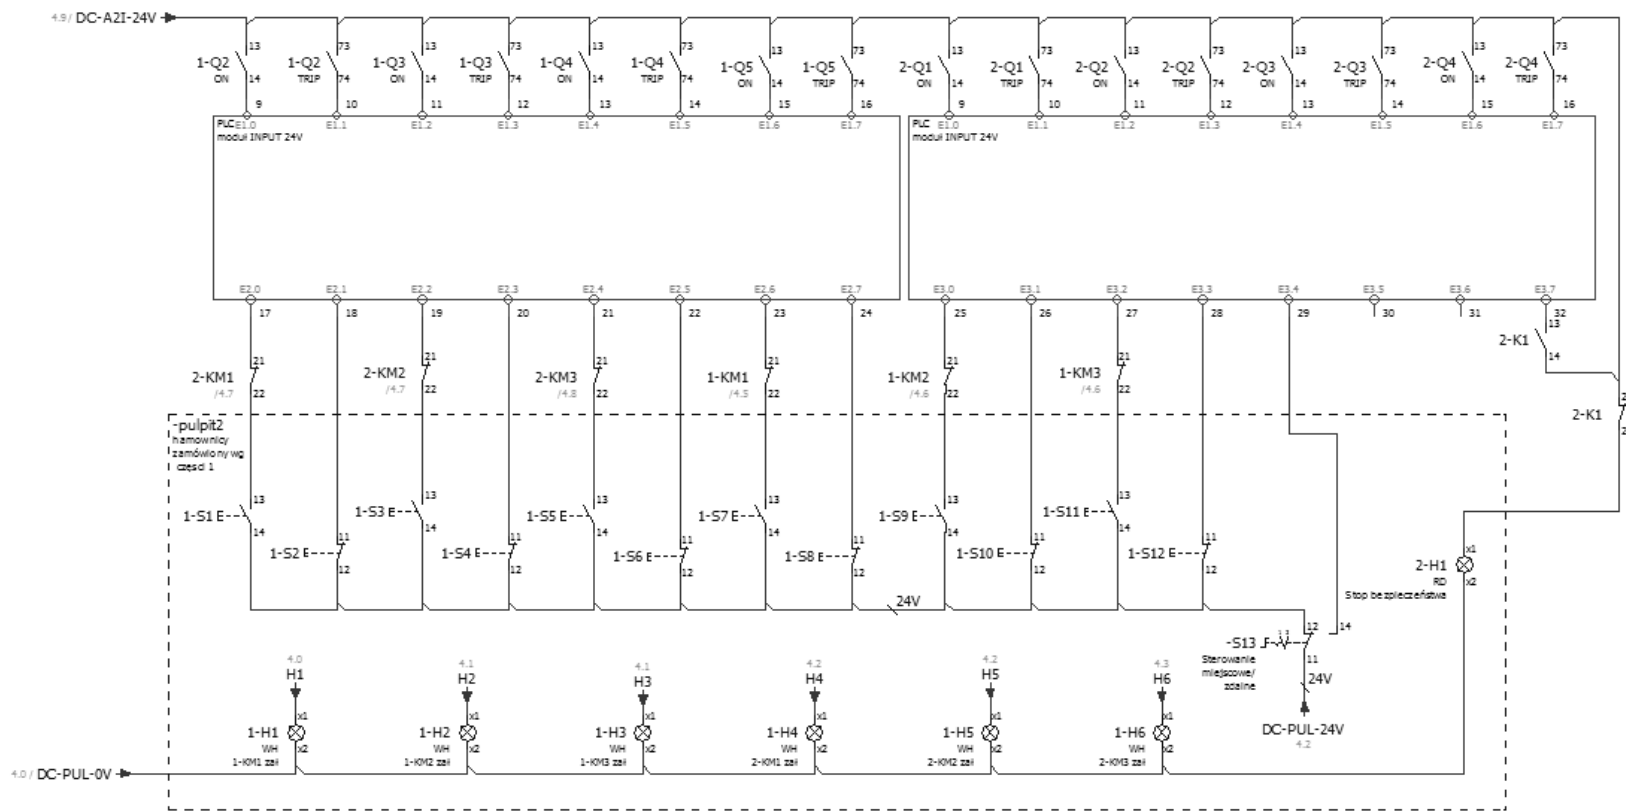 4.9/ DC-A2I-24V
13 73 13 73 13 73 13 73 13 73 13 73 13 73 13 73
1-Q2 ON 1-Q2 TRIP 1-Q3 ON 1-Q3 TRIP 1-Q4 ON 1-Q4 TRIP 1-Q5 ON 1-Q5 TRIP 2-Q1 ON 2-Q1 TRIP 2-Q2 ON 2-Q2 TRIP 2-Q3 ON 2-Q3 TRIP 2-Q4 ON 2-Q4 TRIP
14 74 14 74 14 74 14 74 14 74 14 74 14 74 14 74
9 10 11 12 13 14 15 16 9 10 11 12 13 14 15 16
PLC E1.0 E1.1 E1.2 E1.3 E1.4 E1.5 E1.6 E1.7 PLC E1.0 E1.1 E1.2 E1.3 E1.4 E1.5 E1.6 E1.7
moduł INPUT 24V moduł INPUT 24V
E2.0 E2.1 E2.2 E2.3 E2.4 E2.5 E2.6 E2.7 E3.0 E3.1 E3.2 E3.3 E3.4 E3.5 E3.6 E3.7
17 18 19 20 21 22 23 24 25 26 27 28 29 30 31 32
13
2-K1
14
21 21 21 21 21 21
2-KM1 2-KM2 2-KM3 1-KM1 1-KM2 1-KM3
/4.7 /4.7 /4.8 /4.5 /4.6 /4.6
22 22 22 22 22 22
2-K1
-pulpit2
hamownicy
zamówiony wg
części 1
13 13 13 13 13 13
1-S1 1-S3 1-S5 1-S7 1-S9 1-S11
14 14 14 14 14 14
11 11 11 11 11 11
1-S2 1-S4 1-S6 1-S8 1-S10 1-S12
12 12 12 12 12 12
x1
2-H1
RD x2
Stop bezpieczeństwa
24V
12 14
-S13
Sterowanie
miejscowe/
zdalne
11
24V
DC-PUL-24V
4.2
4.0 4.1 4.1 4.2 4.2 4.3
H1 H2 H3 H4 H5 H6
x1 x1 x1 x1 x1 x1
1-H1 1-H2 1-H3 1-H4 1-H5 1-H6
WH x2 WH x2 WH x2 WH x2 WH x2 WH x2
1-KM1 zał 1-KM2 zał 1-KM3 zał 2-KM1 zał 2-KM2 zał 2-KM3 zał
4.0/ DC-PUL-0V